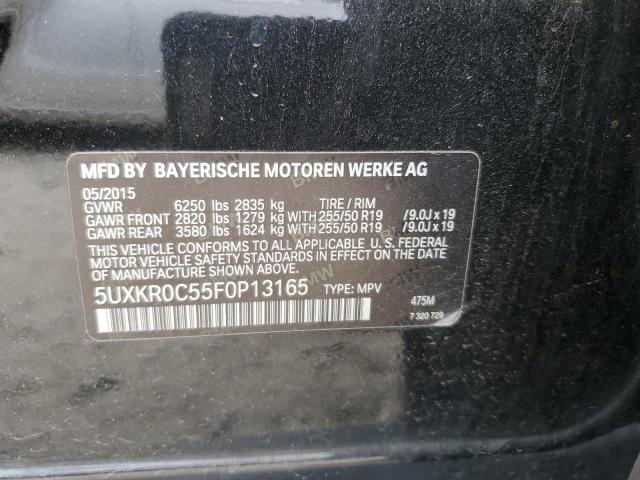 MFD BY BAYERISCHE MOTOREN WERKE AG
05/2015
GVWR 6250 lbs 2835 kg TIRE / RIM
GAWR FRONT 2820 lbs 1279 kg WITH 255/50 R19 /9.0J x 19
GAWR REAR 3580 lbs 1624 kg WITH 255/50 R19 /9.0J x 19
THIS VEHICLE CONFORMS TO ALL APPLICABLE U.S. FEDERAL
MOTOR VEHICLE SAFETY STANDARDS IN EFFECT ON THE
DATE OF MANUFACTURE SHOWN ABOVE.
5UXKR0C55F0P13165 TYPE: MPV
475M
7 320 729